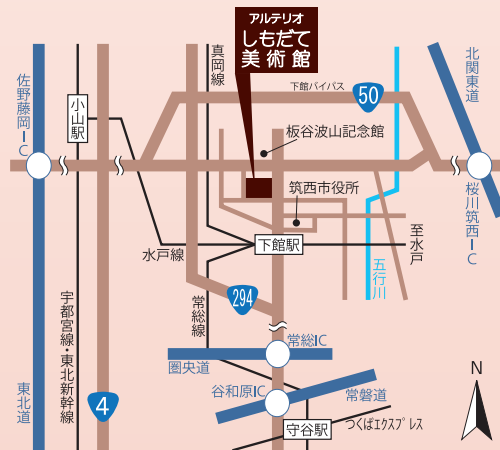 アルテリオ
しもだて
美術館
真岡線
北関東道
佐野藤岡IC
小山駅
下館バイパス
50
板谷波山記念館
筑西市役所
桜川筑西IC
水戸線
下館駅
至水戸
五行川
294
常総線
宇都宮線・東北新幹線
常総IC
圏央道
東北道
4
谷和原IC
常磐道
守谷駅
つくばエクスプレス
N